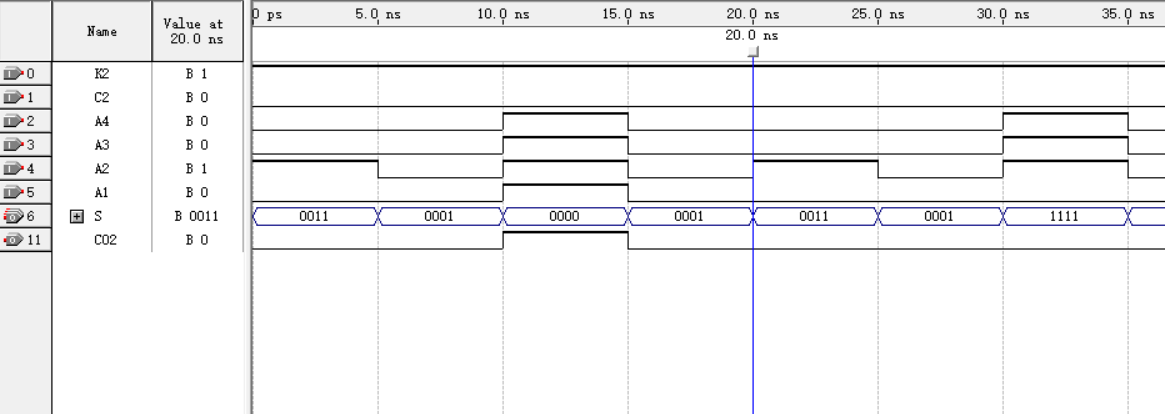 0 ps 5.0 ns 10.0 ns 15.0 ns 20.0 ns 25.0 ns 30.0 ns 35.0 ns
Name Value at
20.0 ns
20.0 ns
0 K2 B 1
1 C2 B 0
2 A4 B 0
3 A3 B 0
4 A2 B 1
5 A1 B 0
6 S B 0011 0011 0001 0000 0001 0011 0001 1111
11 CO2 B 0